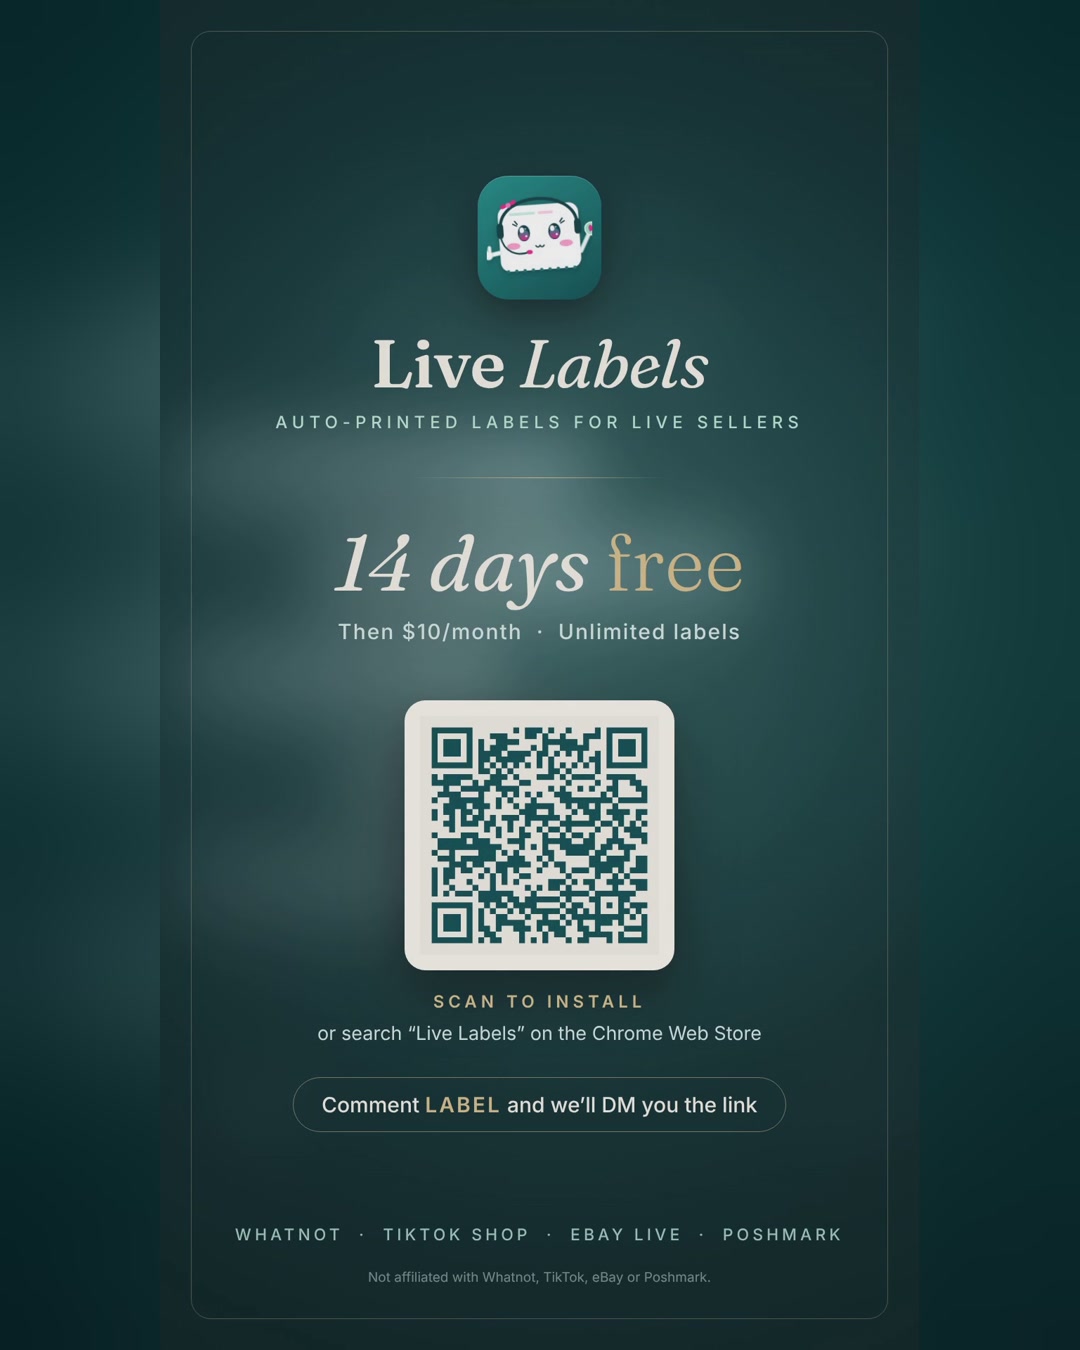 Live Labels
AUTO-PRINTED LABELS FOR LIVE SELLERS
14 days free
Then $10/month · Unlimited labels
SCAN TO INSTALL
or search “Live Labels” on the Chrome Web Store
Comment LABEL and we’ll DM you the link
WHATNOT · TIKTOK SHOP · EBAY LIVE · POSHMARK
Not affiliated with Whatnot, TikTok, eBay or Poshmark.